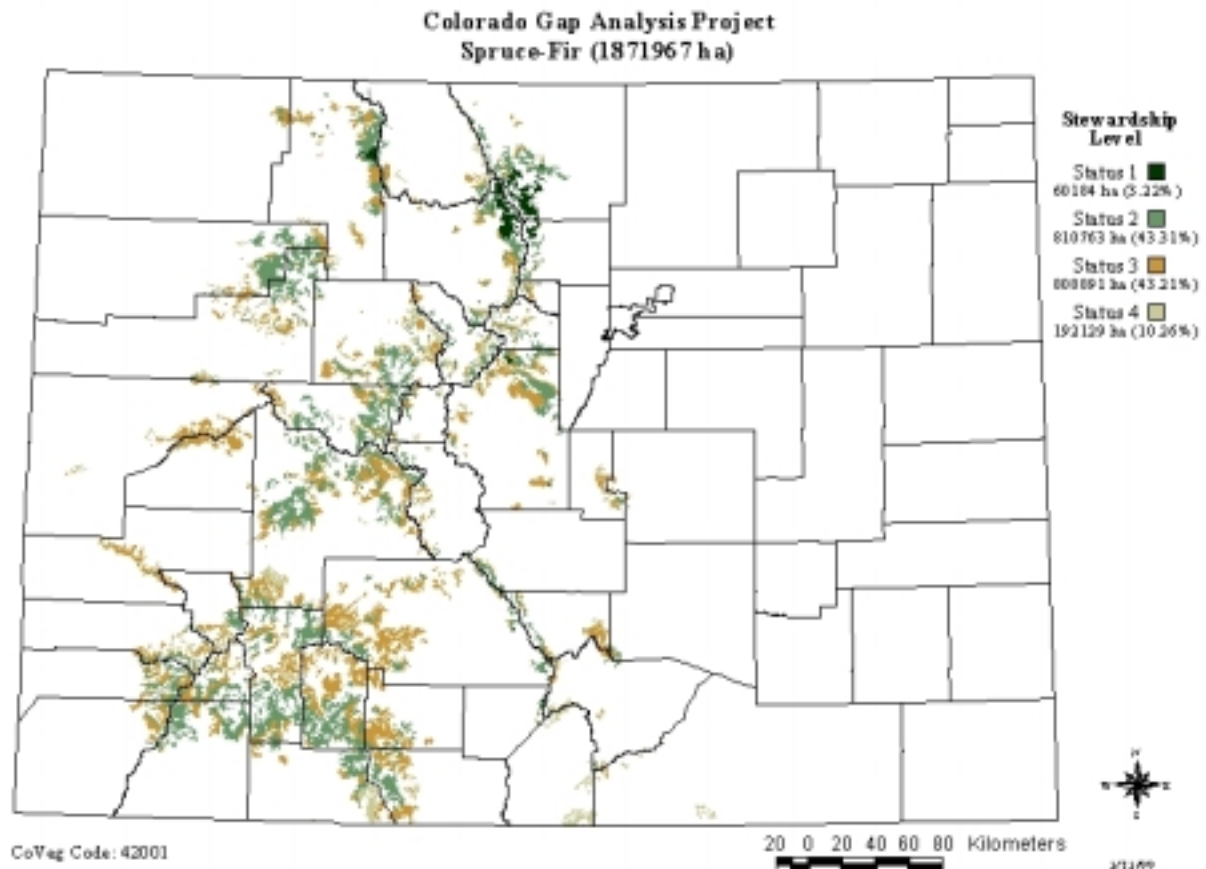 Colorado Gap Analysis Project
Spruce-Fir (1871967 ha)
Stewardship
Level
Status 1
60184 ha (3.22%)
Status 2
810763 ha (43.31%)
Status 3
808891 ha (43.21%)
Status 4
192129 ha (10.26%)
N
W E
S
CoVeg Code: 42001
20 0 20 40 60 80 Kilometers